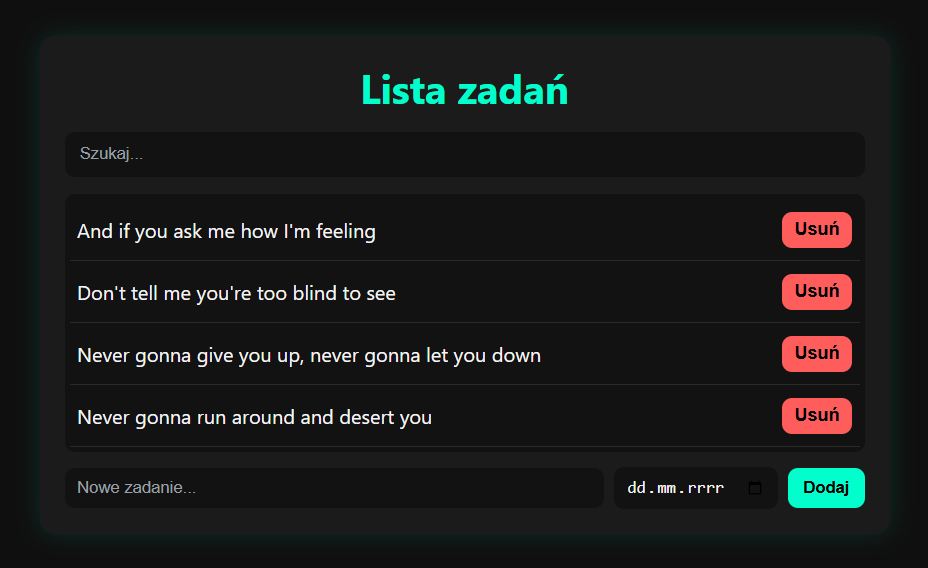 Lista zadań
Szukaj...
And if you ask me how I'm feeling Usuń
Don't tell me you're too blind to see Usuń
Never gonna give you up, never gonna let you down Usuń
Never gonna run around and desert you Usuń
Nowe zadanie... dd.mm.rrrr Dodaj